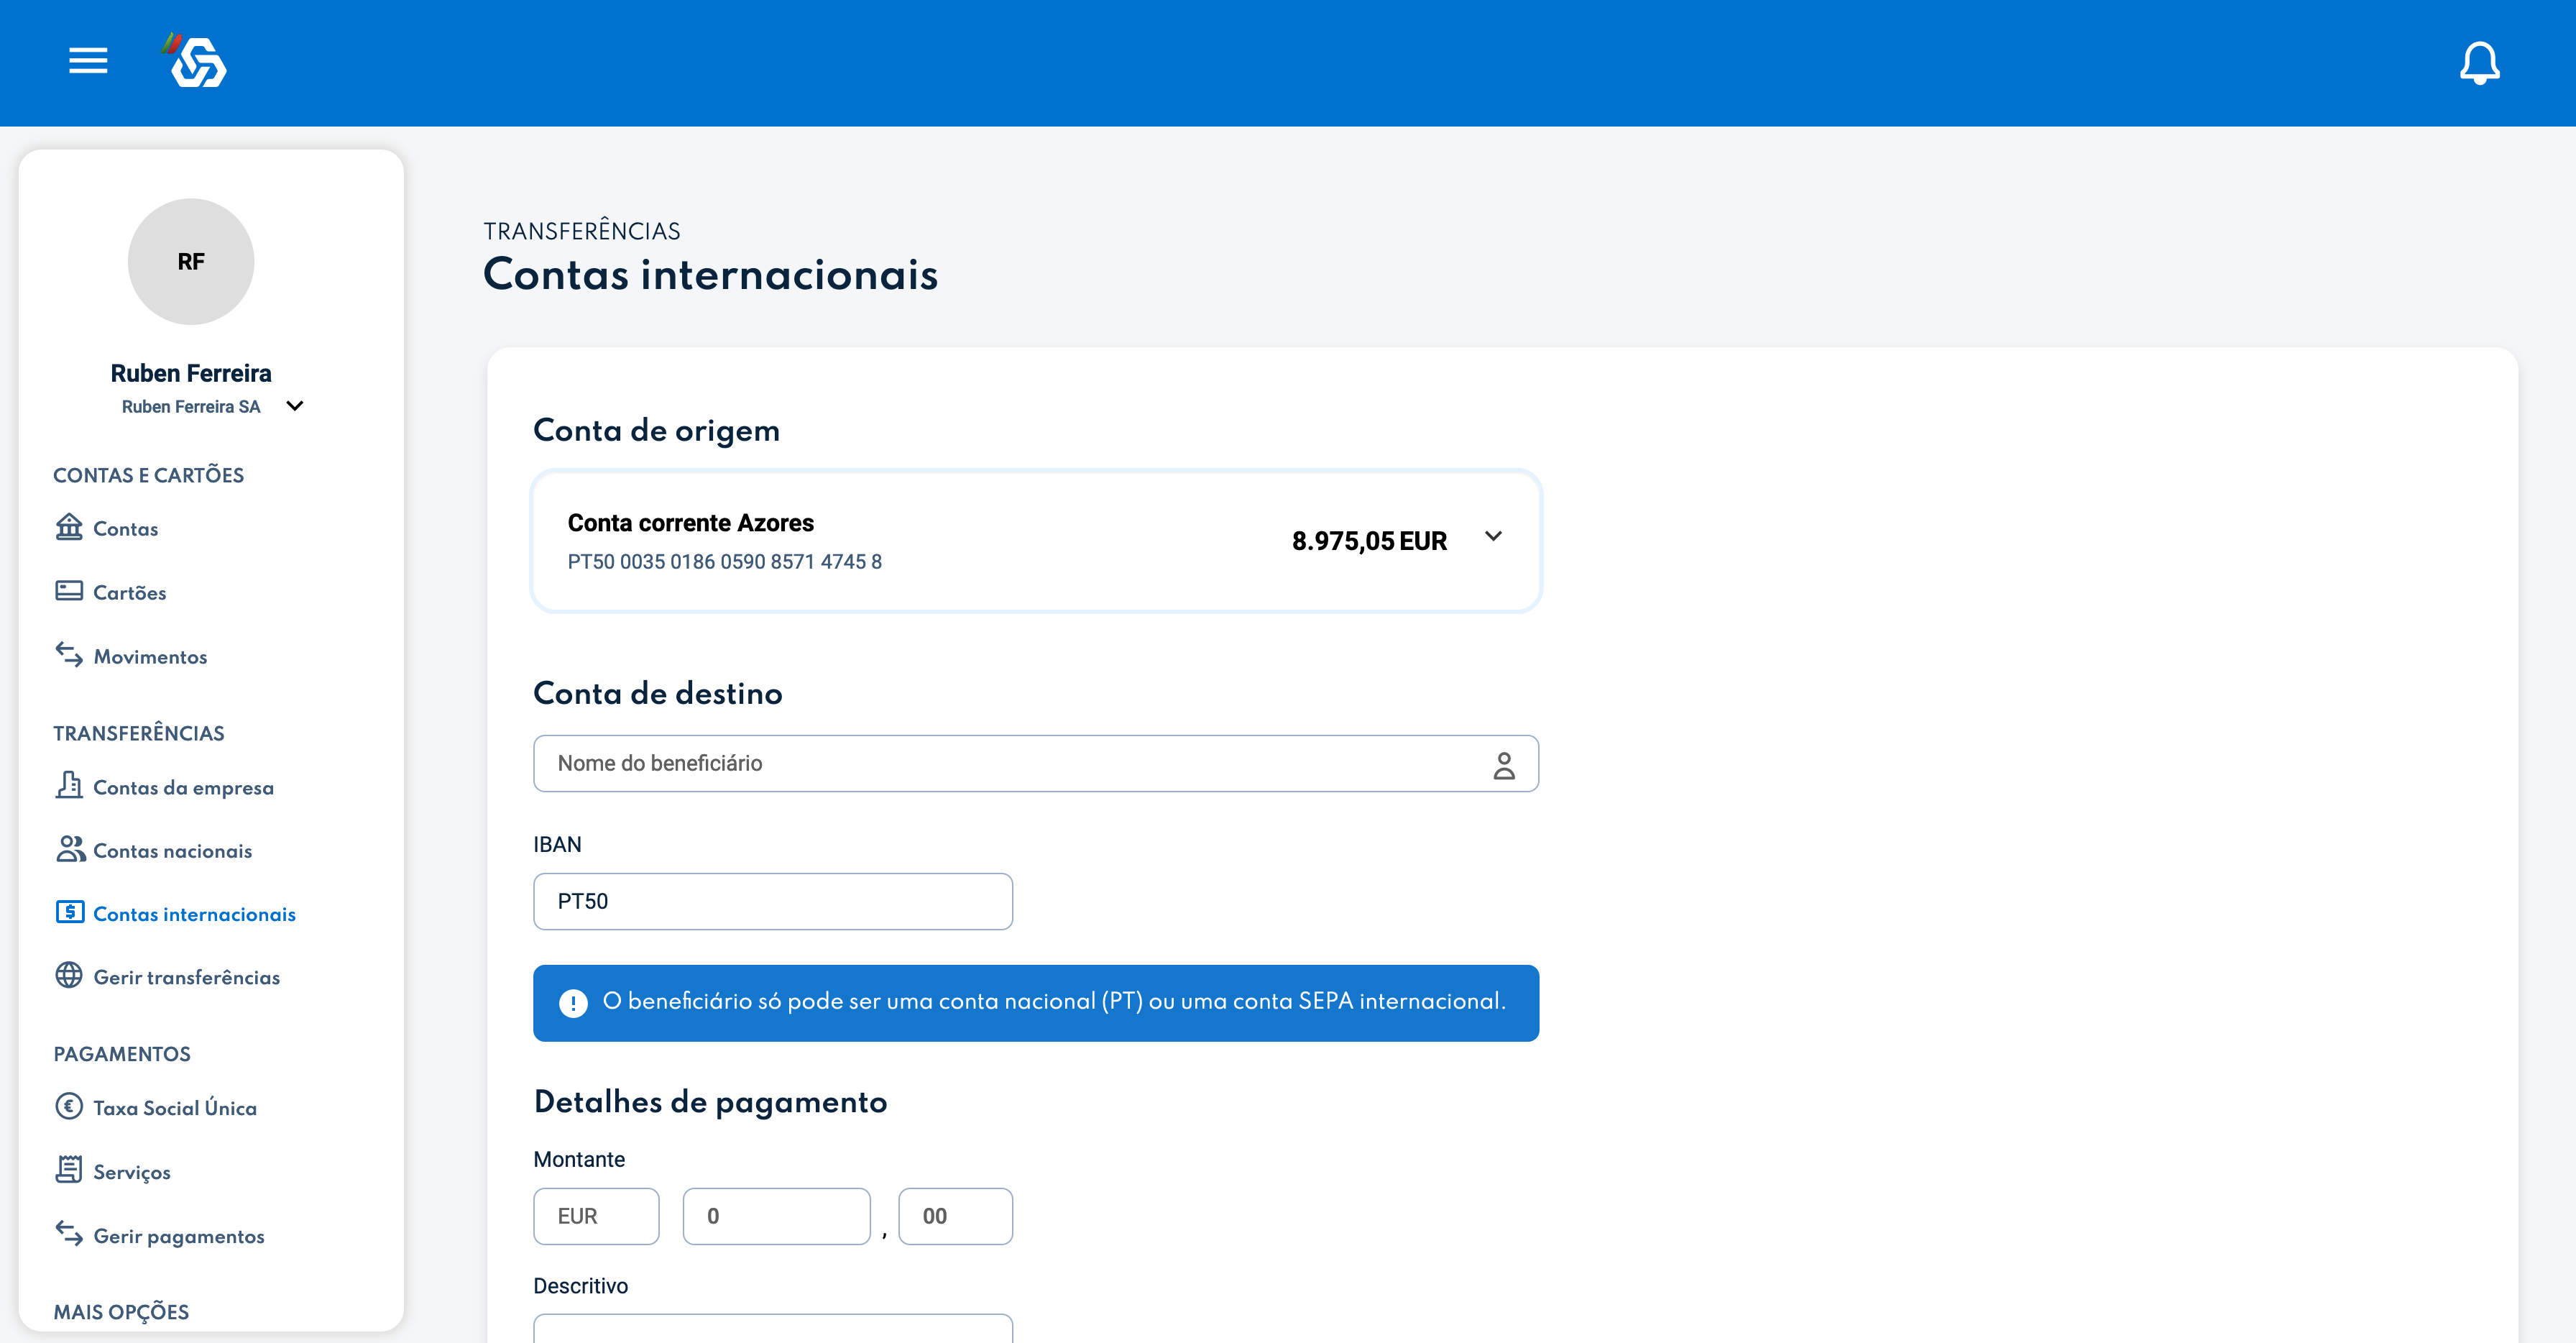 RF
Ruben Ferreira
Ruben Ferreira SA
CONTAS E CARTÕES
Contas
Cartões
Movimentos
TRANSFERÊNCIAS
Contas da empresa
Contas nacionais
Contas internacionais
Gerir transferências
PAGAMENTOS
Taxa Social Única
Serviços
Gerir pagamentos
MAIS OPÇÕES
TRANSFERÊNCIAS
Contas internacionais
Conta de origem
Conta corrente Azores
PT50 0035 0186 0590 8571 4745 8
8.975,05 EUR
Conta de destino
Nome do beneficiário
IBAN
PT50
O beneficiário só pode ser uma conta nacional (PT) ou uma conta SEPA internacional.
Detalhes de pagamento
Montante
EUR 0 , 00
Descritivo